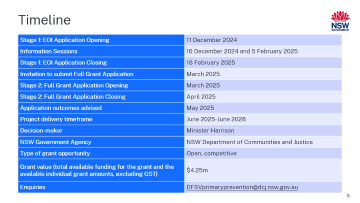 Timeline
NSW
GOVERNMENT
Stage 1: EOI Application Opening 11 December 2024
Information Sessions 16 December 2024 and 5 February 2025
Stage 1: EOI Application Closing 18 February 2025
Invitation to submit Full Grant Application March 2025
Stage 2: Full Grant Application Opening March 2025
Stage 2: Full Grant Application Closing April 2025
Application outcomes advised May 2025
Project delivery timeframe June 2025-June 2028
Decision-maker Minister Harrison
NSW Government Agency NSW Department of Communities and Justice
Type of grant opportunity Open, competitive
Grant value (total available funding for the grant and the
available individual grant amounts, excluding GST) $4.25m
Enquiries DFSVprimaryprevention@dcj.nsw.gov.au